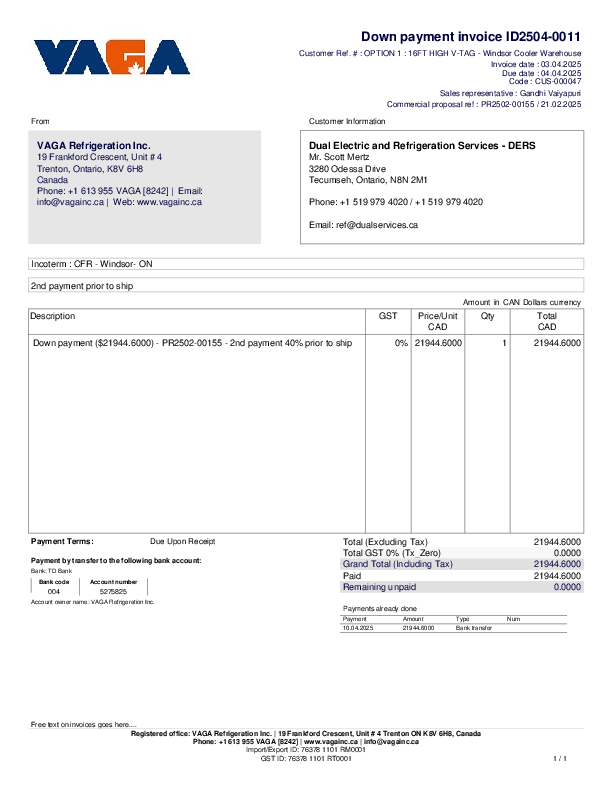 VAGA
Down payment invoice ID2504-0011
Customer Ref. # : OPTION 1 : 16FT HIGH V-TAG - Windsor Cooler Warehouse
Invoice date : 03.04.2025
Due date : 04.04.2025
Code : CUS-000047
Sales representative : Gandhi Vaiyapuri
Commercial proposal ref : PR2502-00155 / 21.02.2025
From
Customer Information
VAGA Refrigeration Inc.
19 Frankford Crescent, Unit # 4
Trenton, Ontario, K8V 6H8
Canada
Phone: +1 613 955 VAGA [8242] | Email:
info@vagainc.ca | Web: www.vagainc.ca
Dual Electric and Refrigeration Services - DERS
Mr. Scott Mertz
3280 Odessa Drive
Tecumseh, Ontario, N8N 2M1
Phone: +1 519 979 4020 / +1 519 979 4020
Email: ref@dualservices.ca
Incoterm : CFR - Windsor- ON
2nd payment prior to ship
Amount in CAN Dollars currency
Description GST Price/Unit CAD Qty Total CAD
Down payment ($21944.6000) - PR2502-00155 - 2nd payment 40% prior to ship 0% 21944.6000 1 21944.6000
Payment Terms: Due Upon Receipt
Payment by transfer to the following bank account:
Bank: TD Bank
Bank code Account number
004 5275825
Account owner name: VAGA Refrigeration Inc.
Total (Excluding Tax) 21944.6000
Total GST 0% (Tx_Zero) 0.0000
Grand Total (Including Tax) 21944.6000
Paid 21944.6000
Remaining unpaid 0.0000
Payments already done
Payment Amount Type Num
10.04.2025 21944.6000 Bank transfer
Free text on invoices goes here....
Registered office: VAGA Refrigeration Inc. | 19 Frankford Crescent, Unit # 4 Trenton ON K8V 6H8, Canada
Phone: +1 613 955 VAGA [8242] | www.vagainc.ca | info@vagainc.ca
Import/Export ID: 76378 1101 RM0001
GST ID: 76378 1101 RT0001
1 / 1